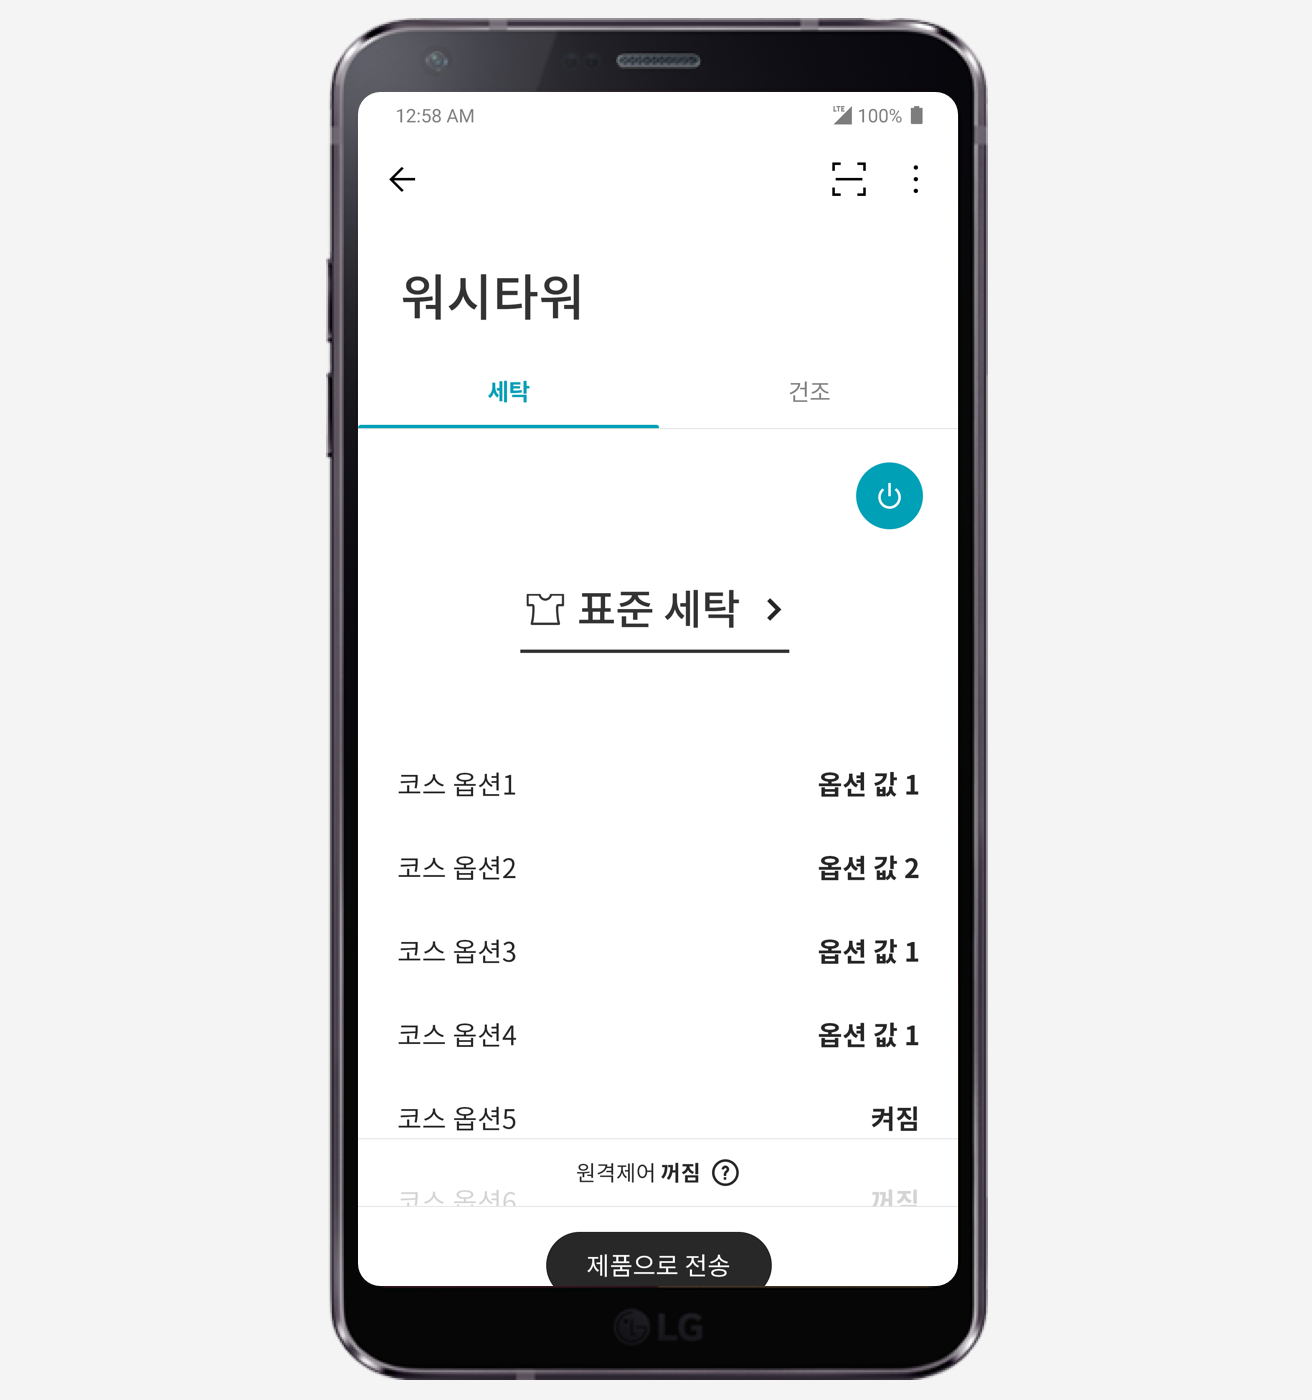 12:58 AM LTE 100%
워시타워
세탁 건조
표준 세탁
코스 옵션1 옵션 값 1
코스 옵션2 옵션 값 2
코스 옵션3 옵션 값 1
코스 옵션4 옵션 값 1
코스 옵션5 켜짐
원격제어 꺼짐 ?
코스 옵션6 꺼짐
제품으로 전송
LG